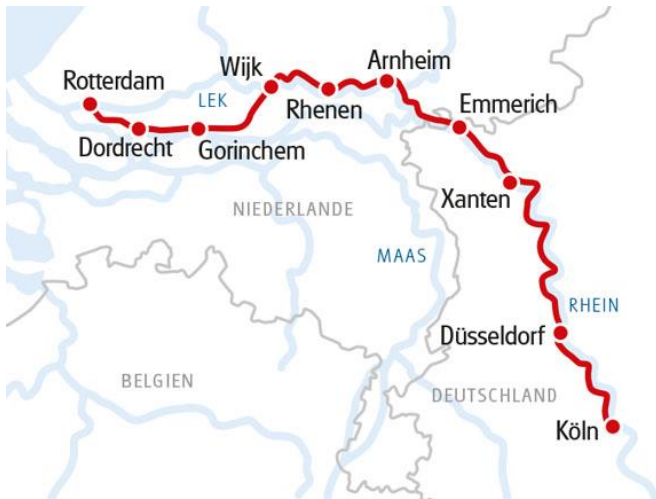 Rotterdam
Wijk
Arnheim
LEK
Rhenen
Emmerich
Dordrecht
Gorinchem
Xanten
NIEDERLANDE
MAAS
RHEIN
Düsseldorf
BELGIEN
DEUTSCHLAND
Köln